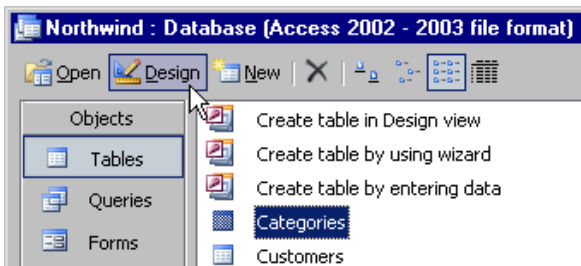 Northwind : Database (Access 2002 - 2003 file format)
Open Design New
Objects
Tables
Queries
Forms
Create table in Design view
Create table by using wizard
Create table by entering data
Categories
Customers